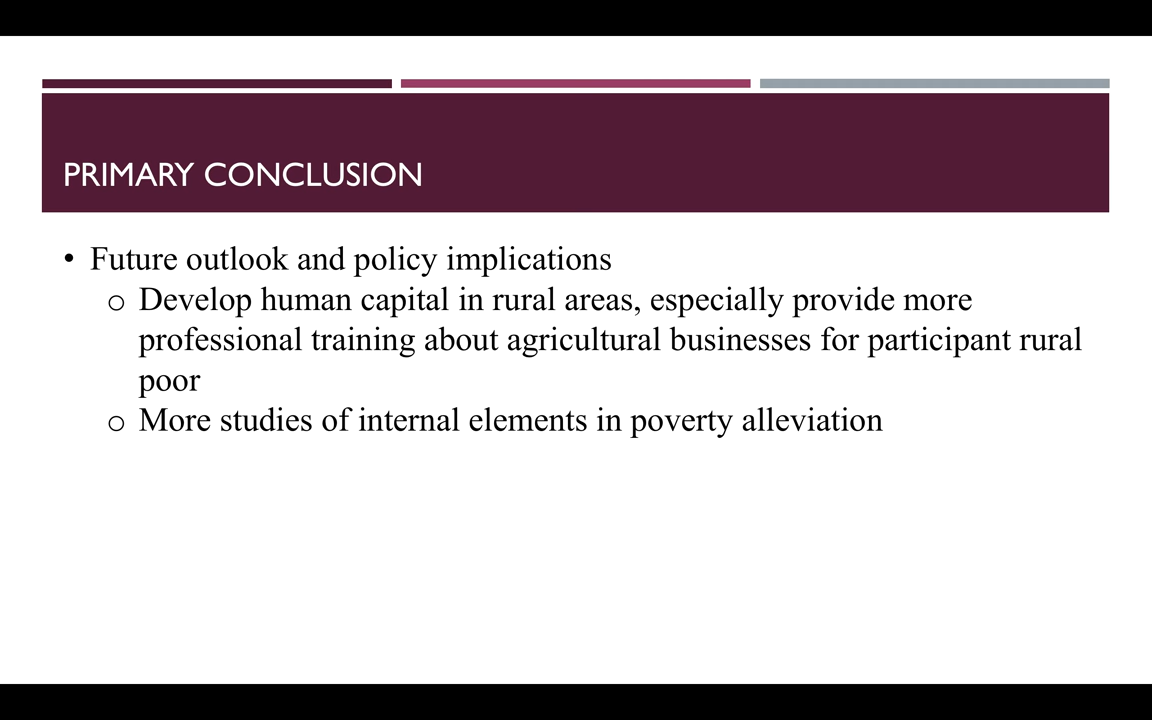 PRIMARY CONCLUSION
• Future outlook and policy implications
o Develop human capital in rural areas, especially provide more
professional training about agricultural businesses for participant rural
poor
o More studies of internal elements in poverty alleviation